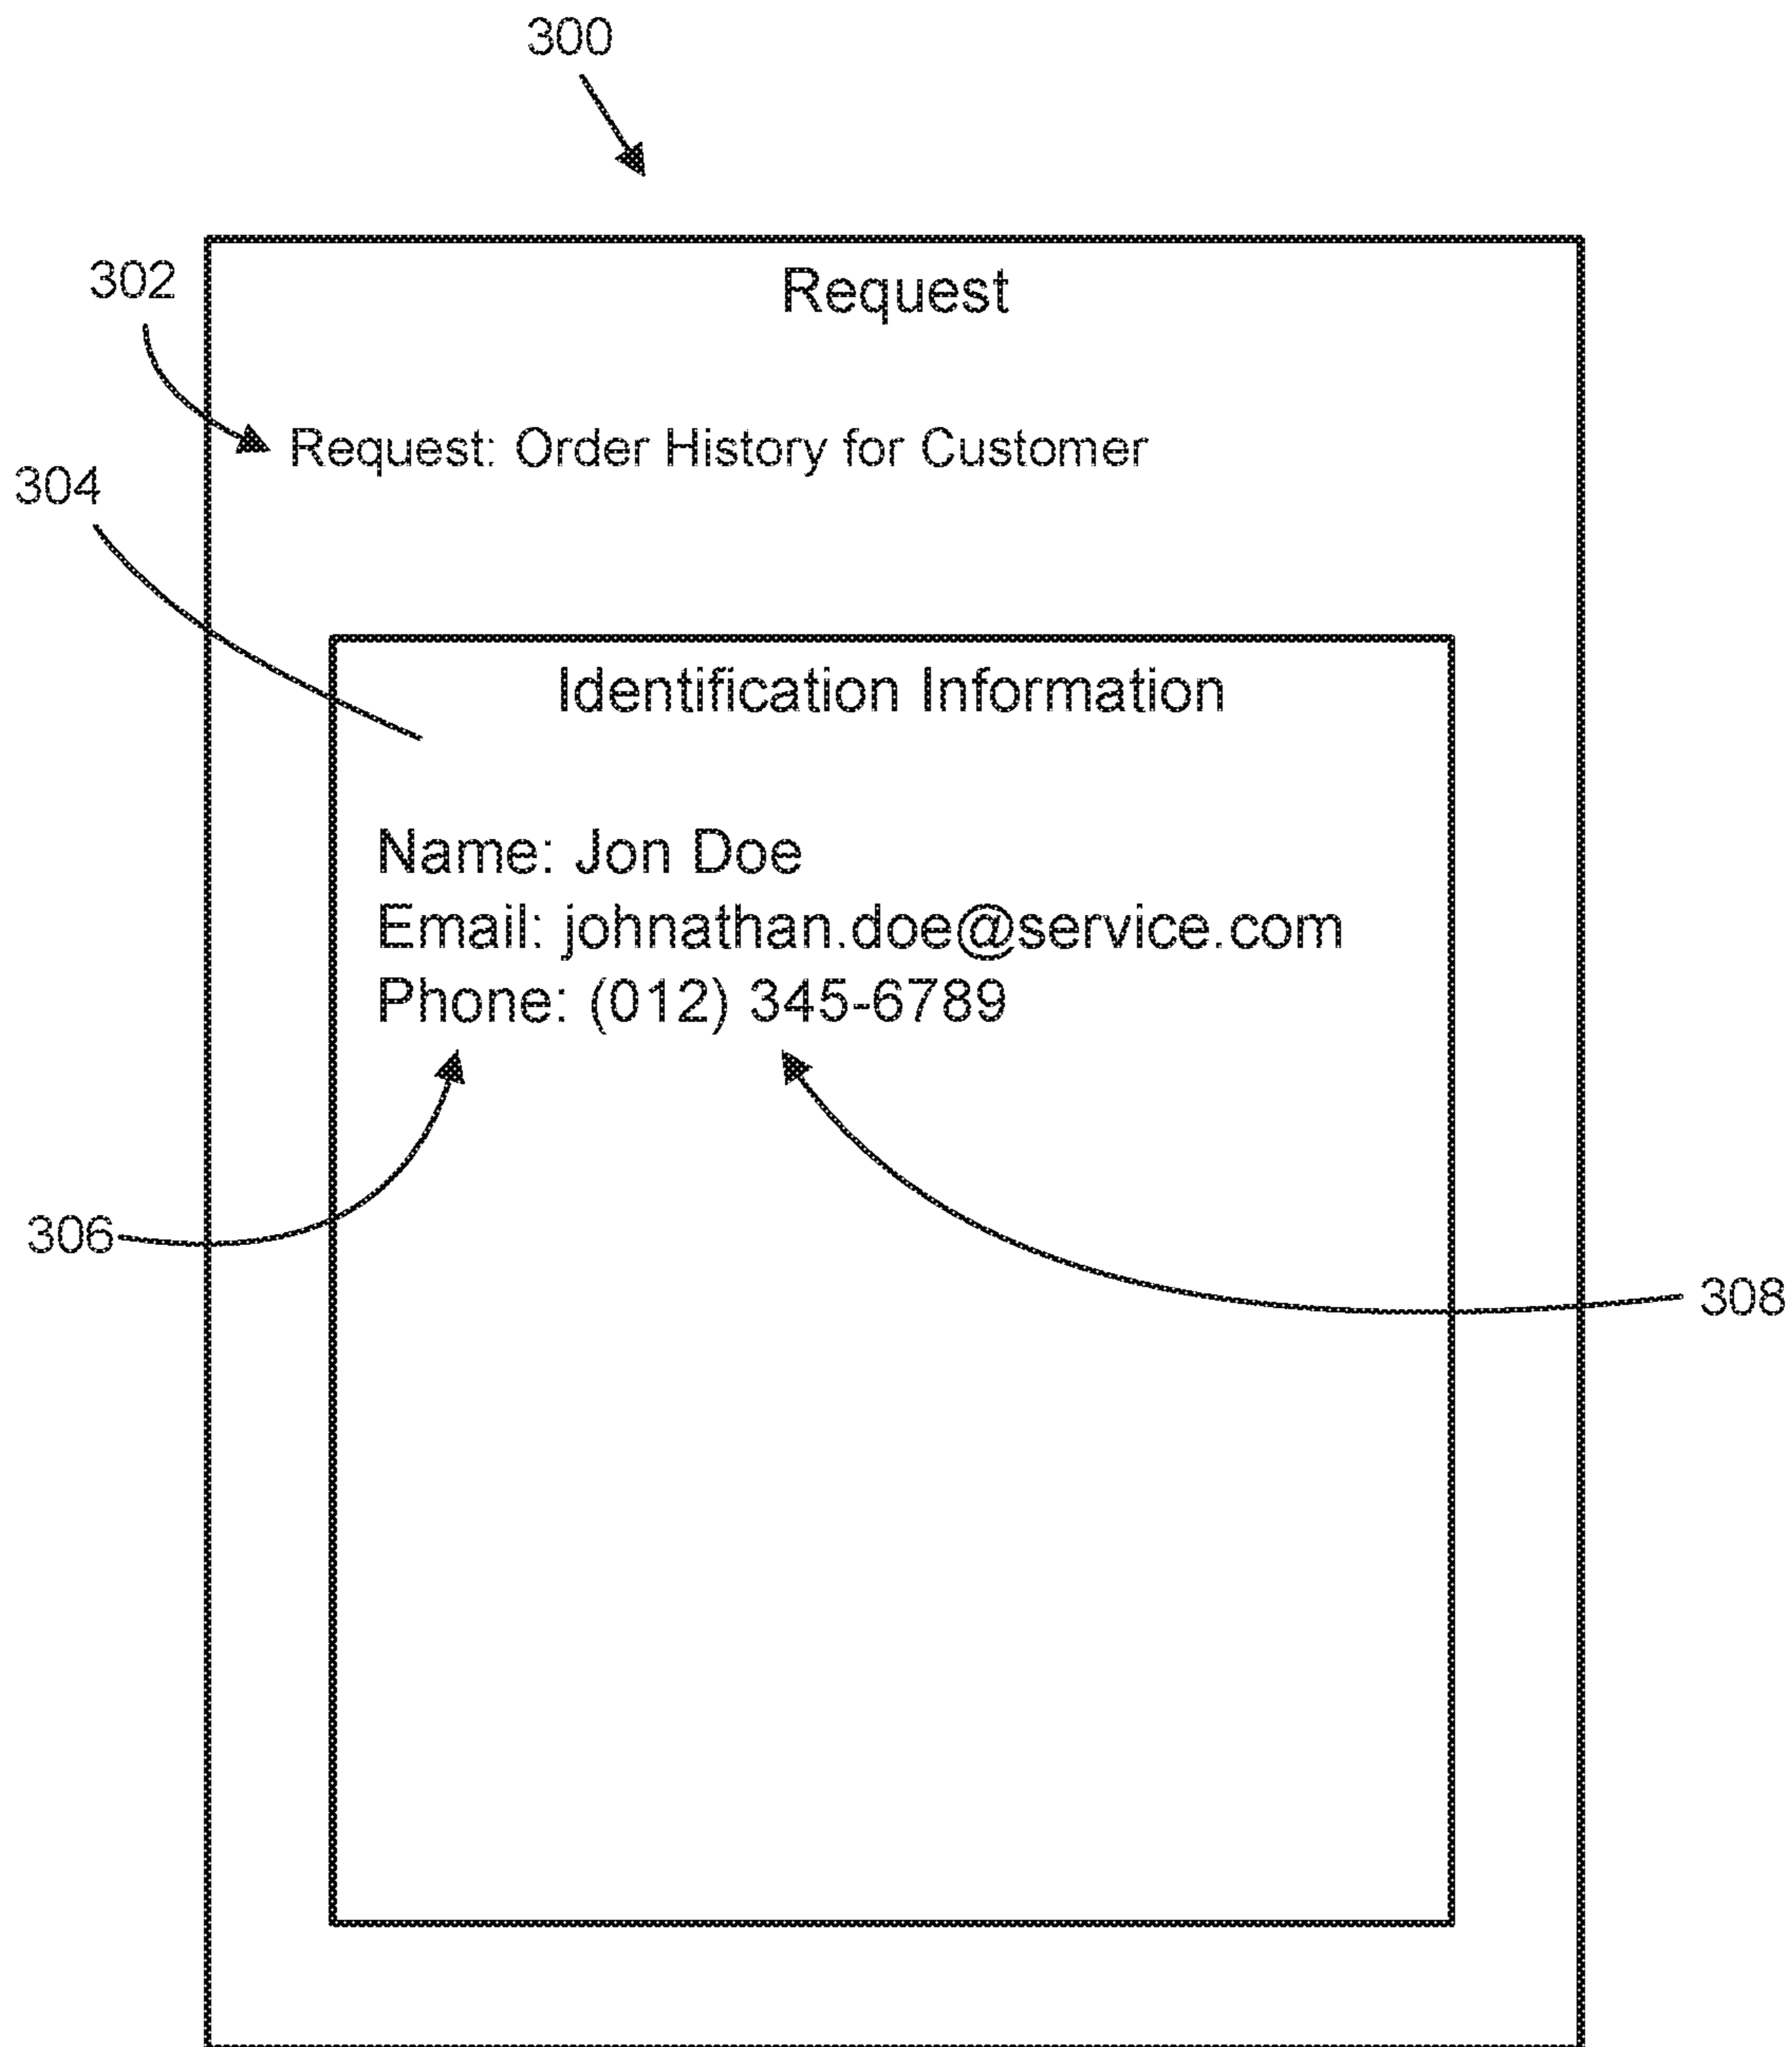 300
302
Request
Request: Order History for Customer
304
Identification Information
Name: Jon Doe
Email: johnathan.doe@service.com
Phone: (012) 345-6789
306
308